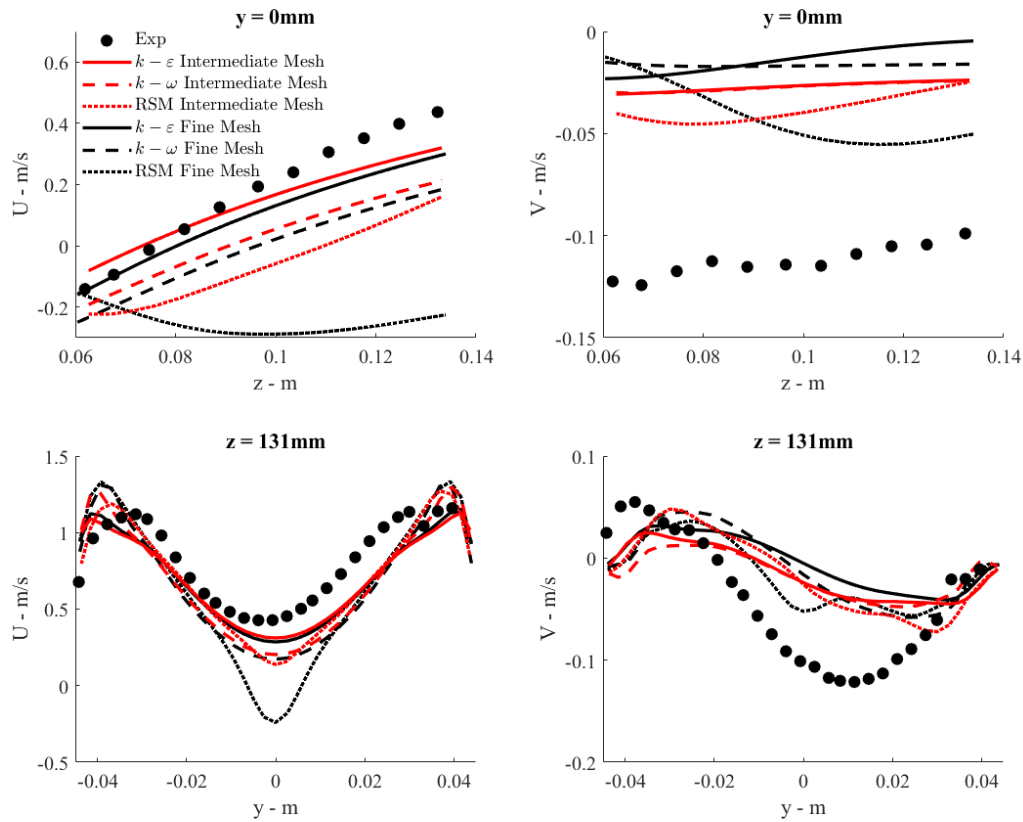 y = 0mm
Exp
k − ε Intermediate Mesh
k − ω Intermediate Mesh
RSM Intermediate Mesh
k − ε Fine Mesh
k − ω Fine Mesh
RSM Fine Mesh
U - m/s
0.6
0.4
0.2
0
-0.2
0.06 0.08 0.1 0.12 0.14
z - m
y = 0mm
V - m/s
0
-0.05
-0.1
-0.15
0.06 0.08 0.1 0.12 0.14
z - m
z = 131mm
U - m/s
1.5
1
0.5
0
-0.5
-0.04 -0.02 0 0.02 0.04
y - m
z = 131mm
V - m/s
0.1
0
-0.1
-0.2
-0.04 -0.02 0 0.02 0.04
y - m